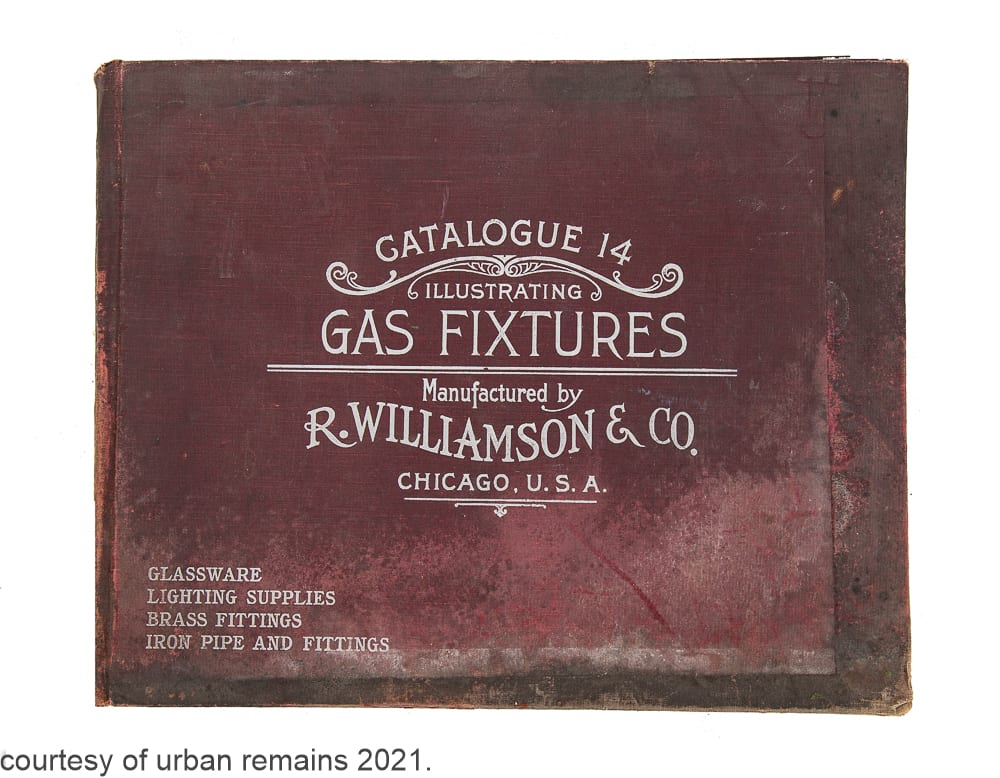 CATALOGUE 14
ILLUSTRATING
GAS FIXTURES
Manufactured by
R. WILLIAMSON & CO.
CHICAGO, U. S. A.
GLASSWARE
LIGHTING SUPPLIES
BRASS FITTINGS
IRON PIPE AND FITTINGS
courtesy of urban remains 2021.